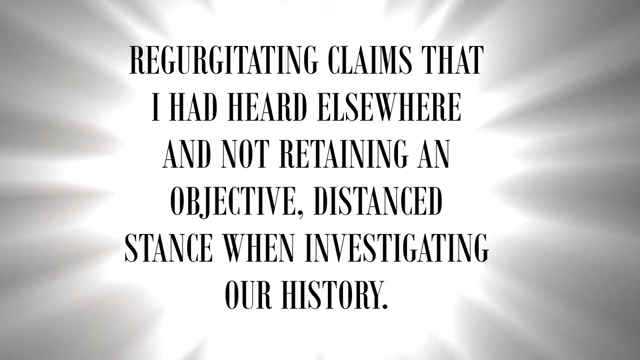 REGURGITATING CLAIMS THAT
I HAD HEARD ELSEWHERE
AND NOT RETAINING AN
OBJECTIVE, DISTANCED
STANCE WHEN INVESTIGATING
OUR HISTORY.